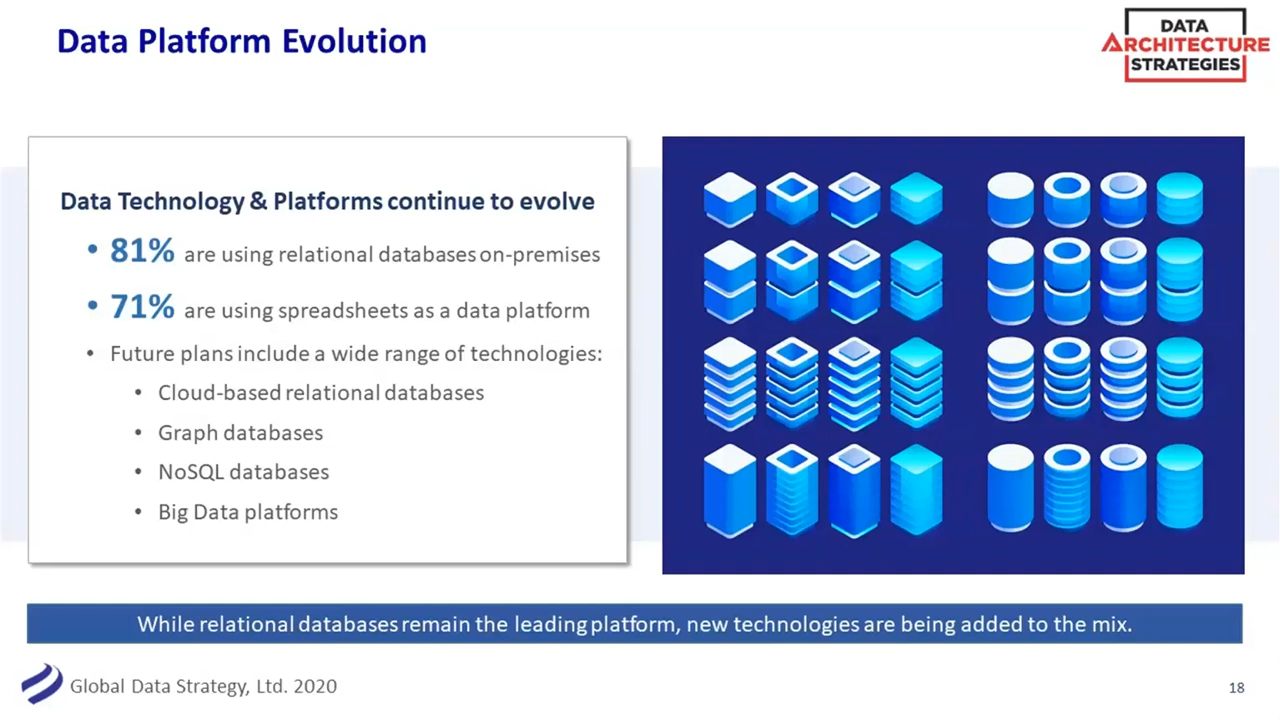 Data Platform Evolution
DATA
ARCHITECTURE
STRATEGIES
Data Technology & Platforms continue to evolve
• 81% are using relational databases on-premises
• 71% are using spreadsheets as a data platform
• Future plans include a wide range of technologies:
• Cloud-based relational databases
• Graph databases
• NoSQL databases
• Big Data platforms
While relational databases remain the leading platform, new technologies are being added to the mix.
Global Data Strategy, Ltd. 2020
18